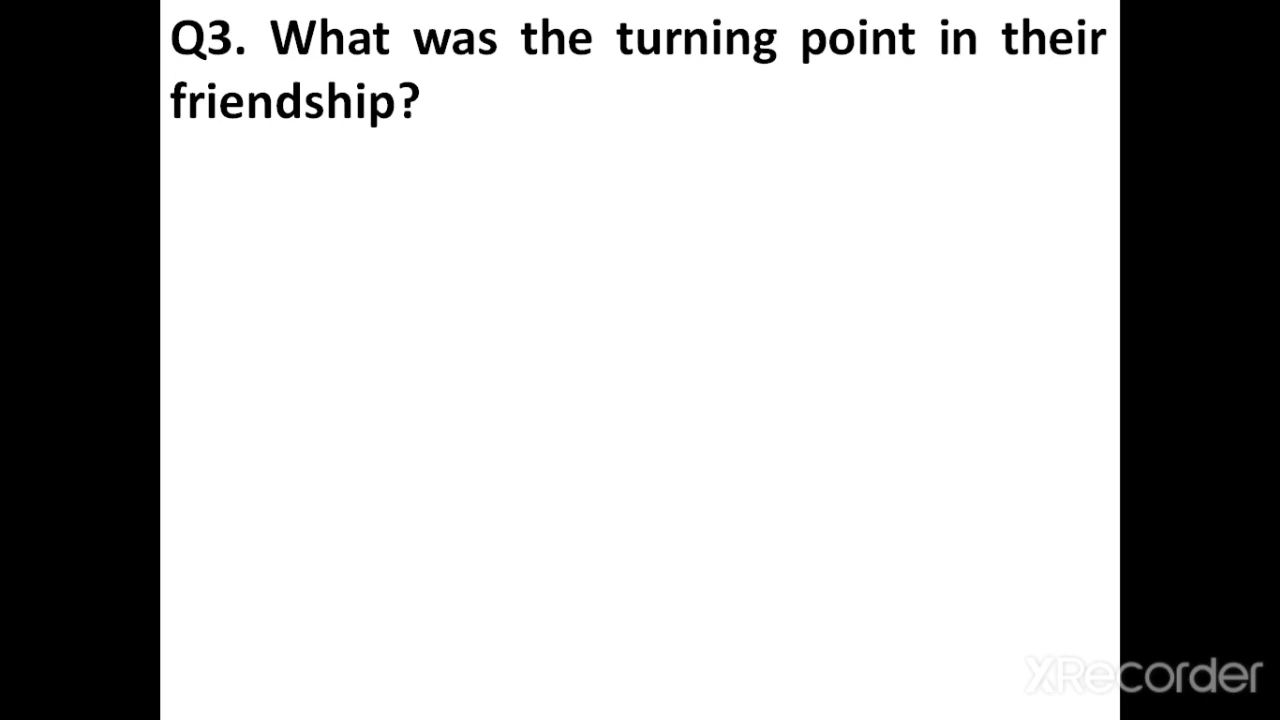 Q3. What was the turning point in their
friendship?
XRecorder